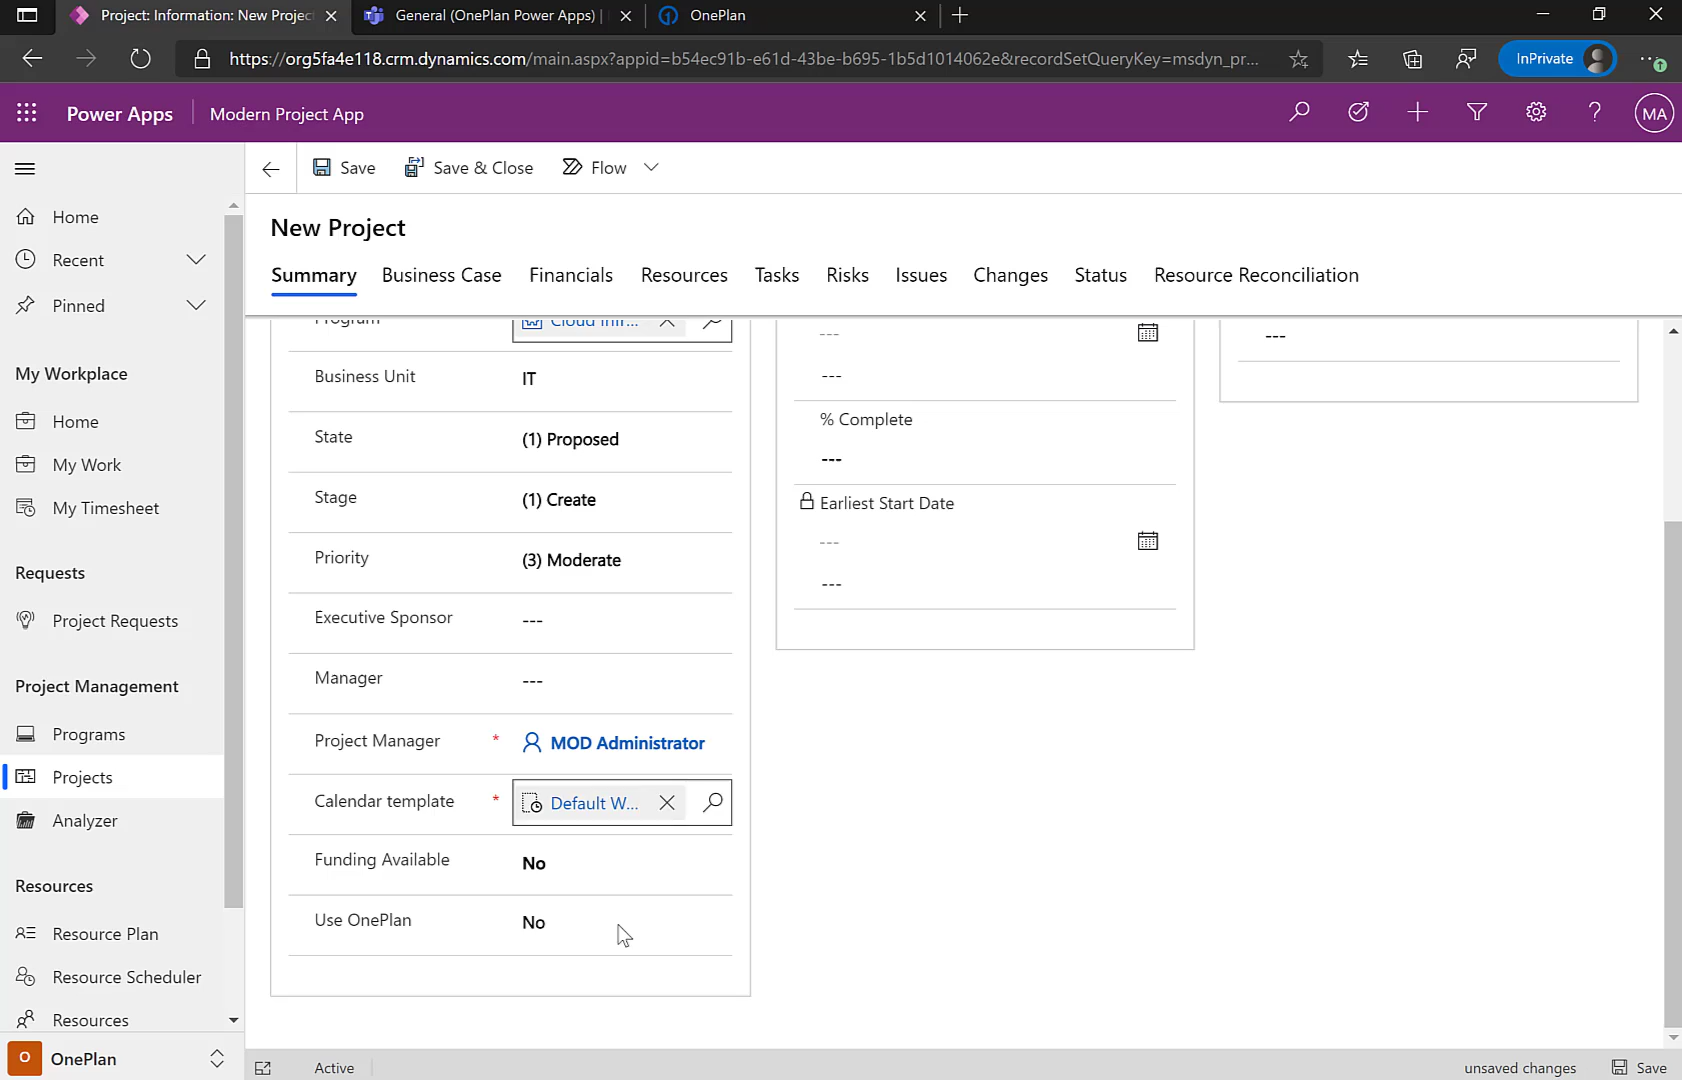 Project: Information: New Projec
General (OnePlan Power Apps) |
OnePlan
https://org5fa4e118.crm.dynamics.com/main.aspx?appid=b54ec91b-e61d-43be-b695-1b5d1014062e&recordSetQueryKey=msdyn_pr...
InPrivate
Power Apps
Modern Project App
MA
Save
Save & Close
Flow
Home
Recent
Pinned
My Workplace
Home
My Work
My Timesheet
Requests
Project Requests
Project Management
Programs
Projects
Analyzer
Resources
Resource Plan
Resource Scheduler
Resources
O OnePlan
New Project
Summary Business Case Financials Resources Tasks Risks Issues Changes Status Resource Reconciliation
Program Cloud Infr...
Business Unit IT
State (1) Proposed
Stage (1) Create
Priority (3) Moderate
Executive Sponsor ---
Manager ---
Project Manager * MOD Administrator
Calendar template * Default W...
Funding Available No
Use OnePlan No
---
---
% Complete
---
Earliest Start Date
---
---
---
Active
unsaved changes
Save